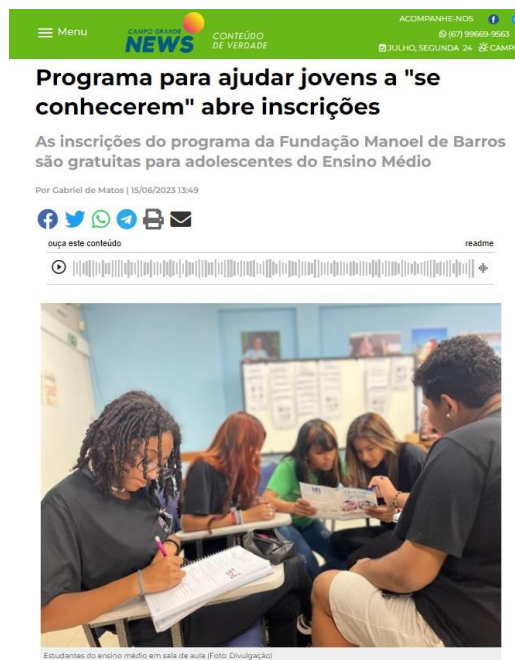 Menu
CAMPO GRANDE
NEWS
CONTEÚDO
DE VERDADE
ACOMPANHE-NOS
(67) 99669-9563
JULHO, SEGUNDA 24 CAMP
Programa para ajudar jovens a "se
conhecerem" abre inscrições
As inscrições do programa da Fundação Manoel de Barros
são gratuitas para adolescentes do Ensino Médio
Por Gabriel de Matos | 15/06/2023 13:49
ouça este conteúdo
readme
Estudantes do ensino médio em sala de aula (Foto: Divulgação)